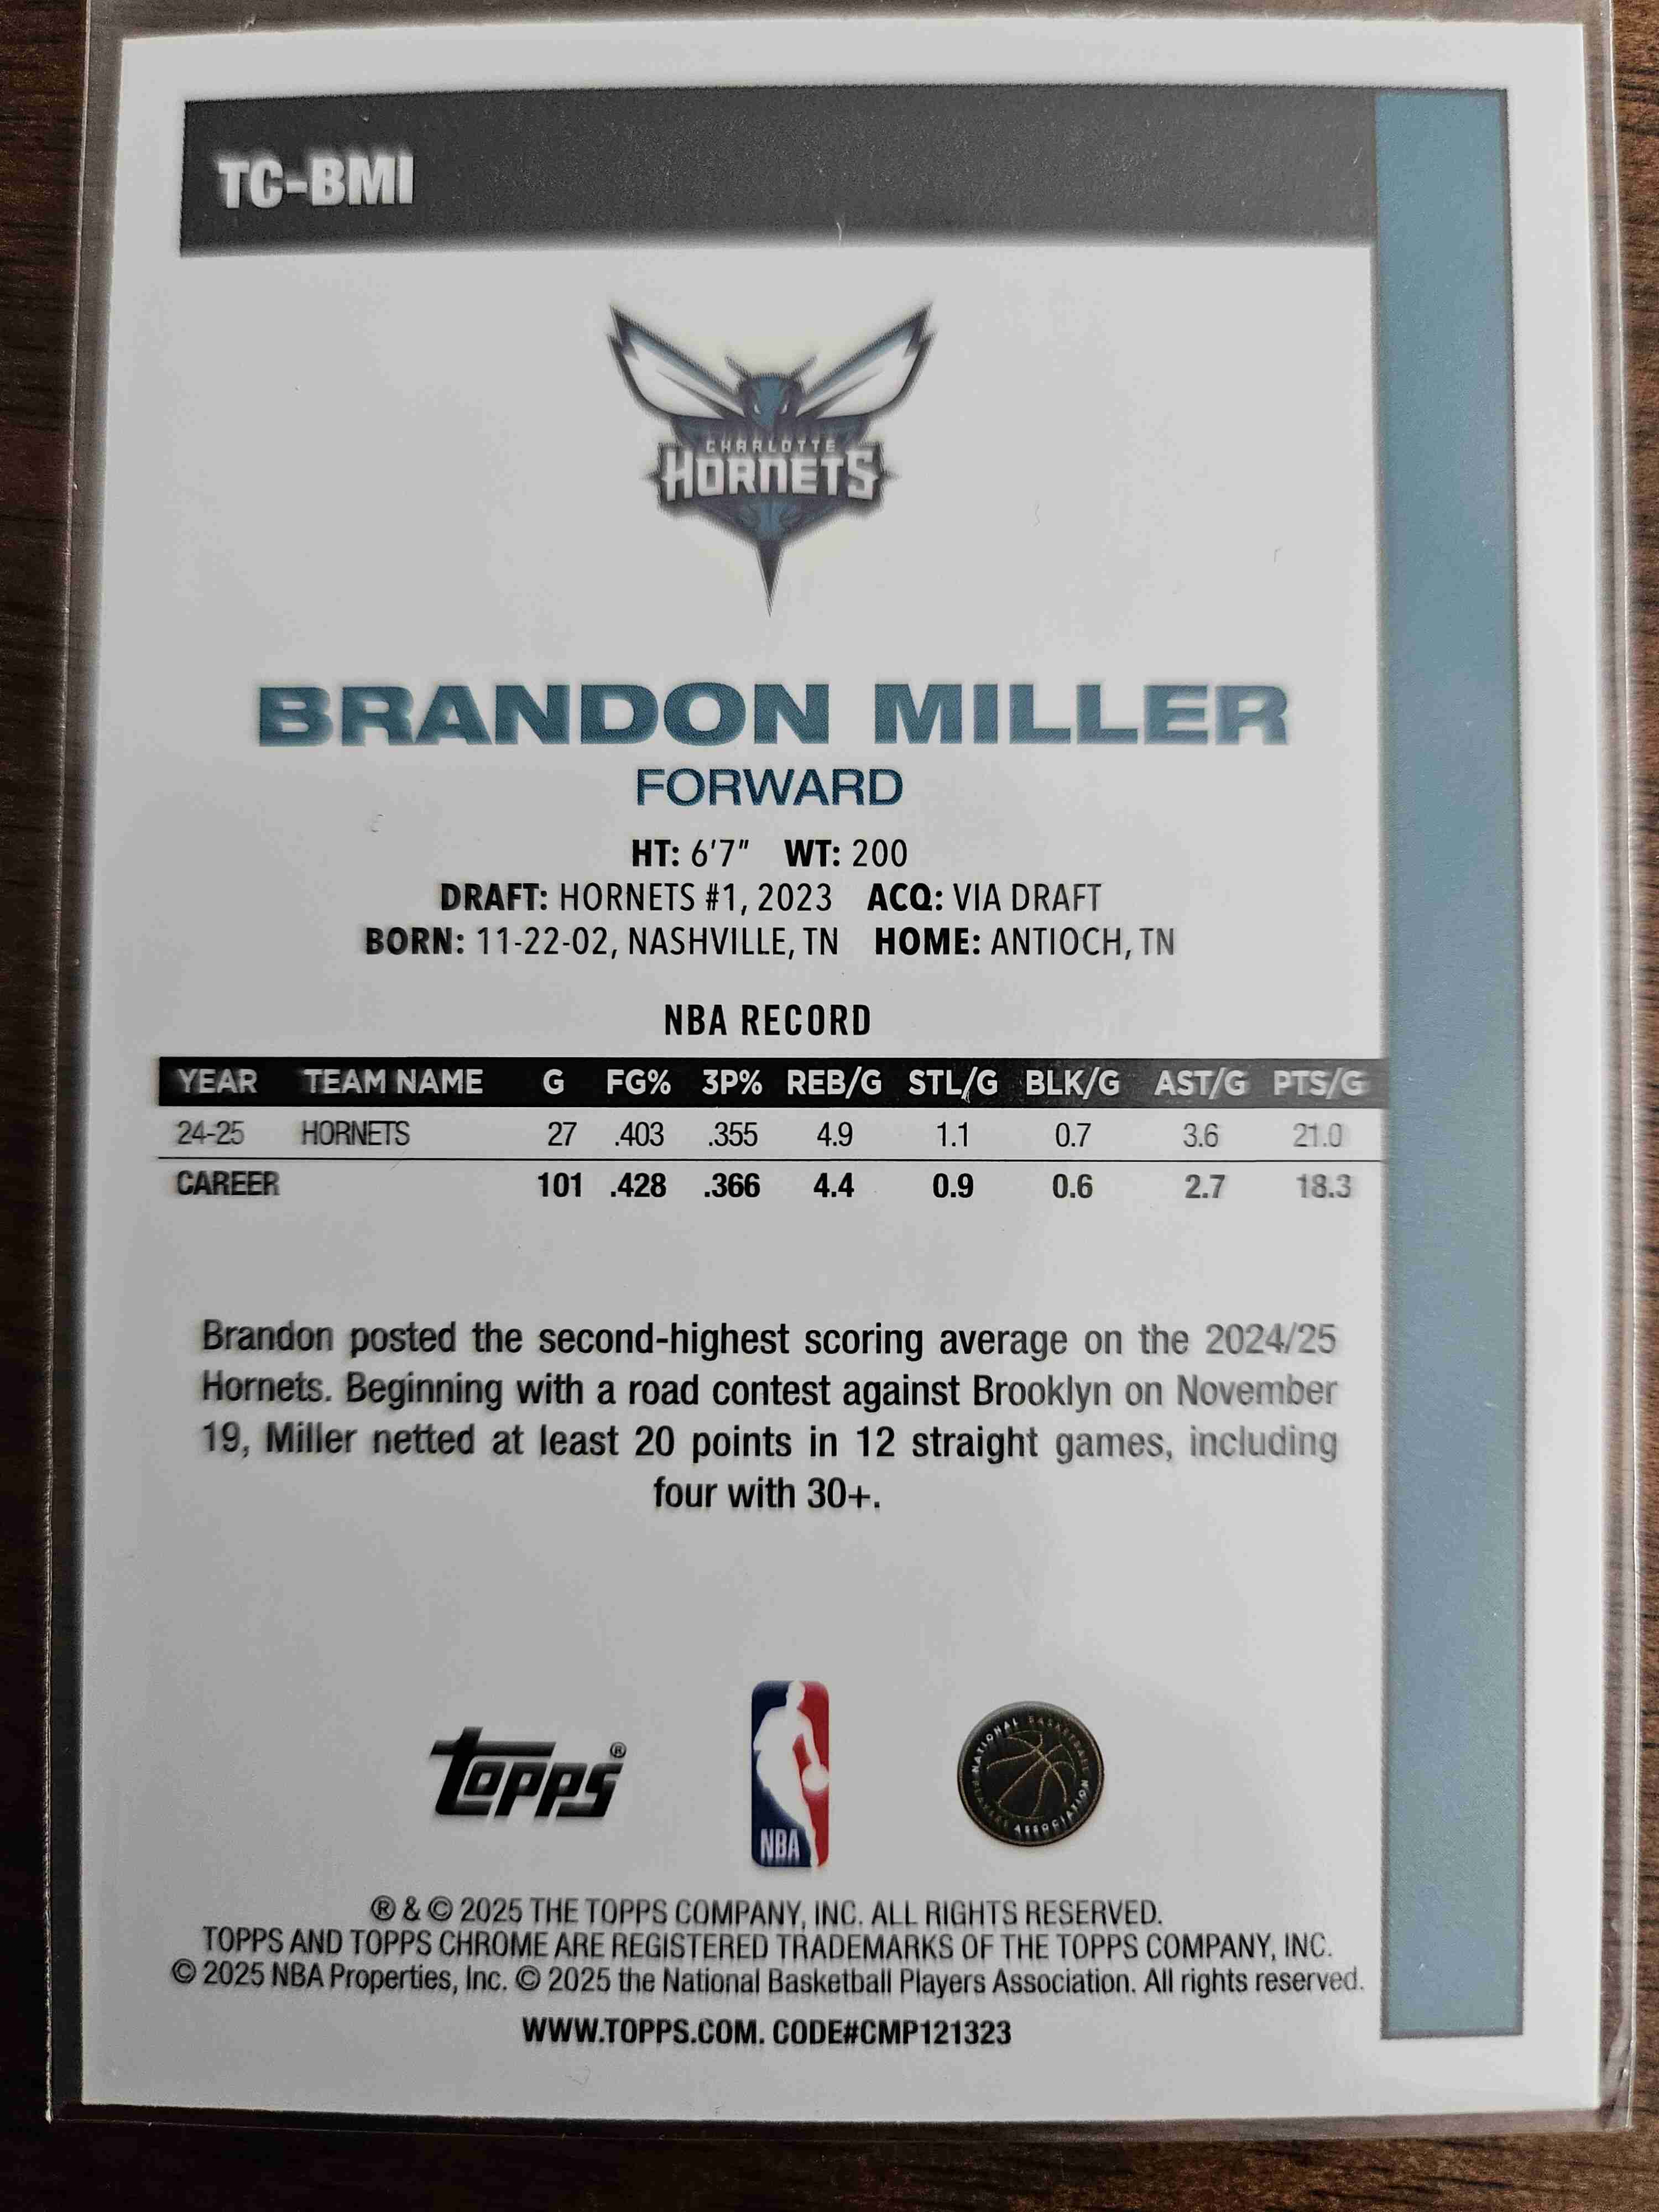 TC-BMI
CHARLOTTE
HORNETS
BRANDON MILLER
FORWARD
HT: 6'7" WT: 200
DRAFT: HORNETS #1, 2023 ACQ: VIA DRAFT
BORN: 11-22-02, NASHVILLE, TN HOME: ANTIOCH, TN
NBA RECORD
YEAR TEAM NAME G FG% 3P% REB/G STL/G BLK/G AST/G PTS/G
24-25 HORNETS 27 .403 .355 4.9 1.1 0.7 3.6 21.0
CAREER 101 .428 .366 4.4 0.9 0.6 2.7 18.3
Brandon posted the second-highest scoring average on the 2024/25
Hornets. Beginning with a road contest against Brooklyn on November
19, Miller netted at least 20 points in 12 straight games, including
four with 30+.
topps®
NBA
NATIONAL BASKETBALL
PLAYERS ASSOCIATION
® & © 2025 THE TOPPS COMPANY, INC. ALL RIGHTS RESERVED.
TOPPS AND TOPPS CHROME ARE REGISTERED TRADEMARKS OF THE TOPPS COMPANY, INC.
© 2025 NBA Properties, Inc. © 2025 the National Basketball Players Association. All rights reserved.
WWW.TOPPS.COM. CODE#CMP121323